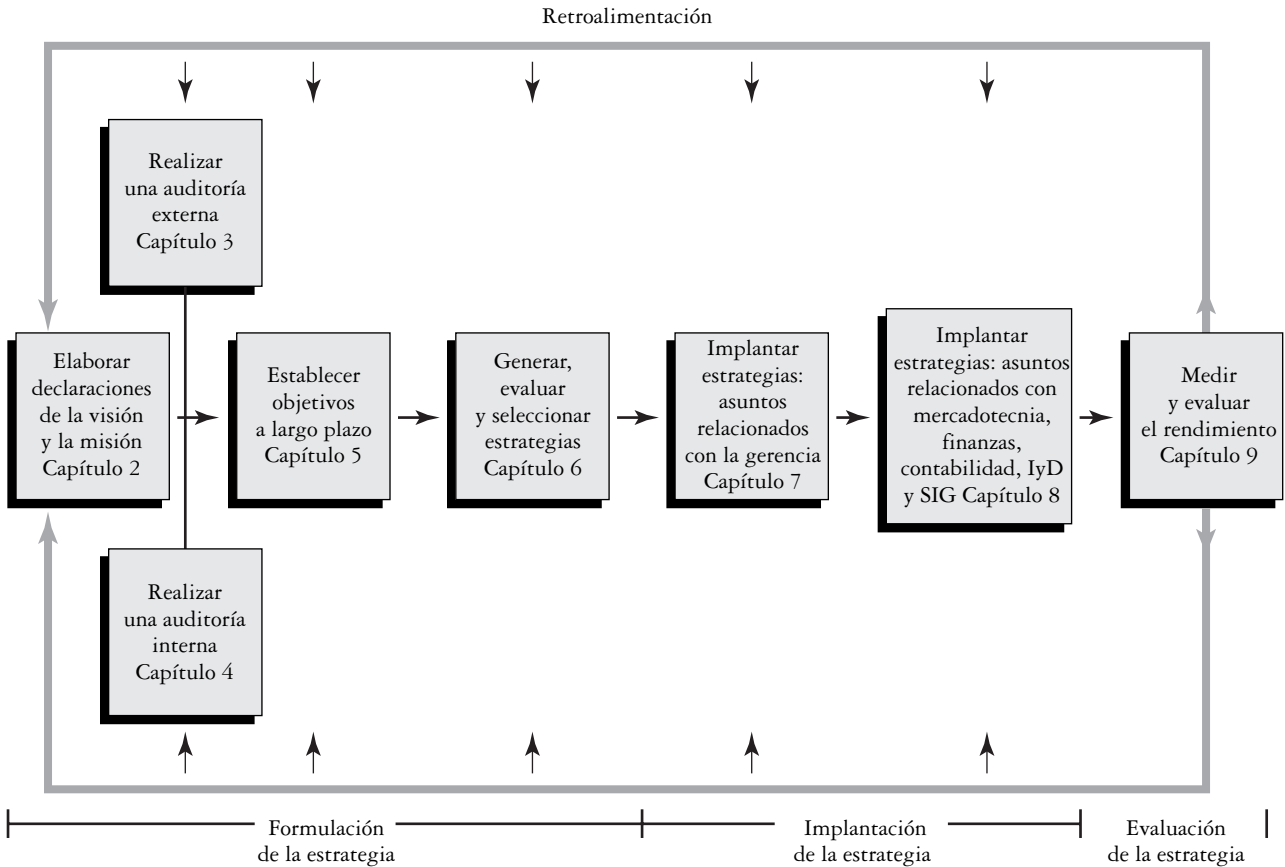 Retroalimentación
Realizar
una auditoría
externa
Capítulo 3
Elaborar
declaraciones
de la visión
y la misión
Capítulo 2
Establecer
objetivos
a largo plazo
Capítulo 5
Generar,
evaluar
y seleccionar
estrategias
Capítulo 6
Implantar
estrategias:
asuntos
relacionados
con la gerencia
Capítulo 7
Implantar
estrategias: asuntos
relacionados con
mercadotecnia,
finanzas,
contabilidad, IyD
y SIG Capítulo 8
Medir
y evaluar
el rendimiento
Capítulo 9
Realizar
una auditoría
interna
Capítulo 4
Formulación
de la estrategia
Implantación
de la estrategia
Evaluación
de la estrategia